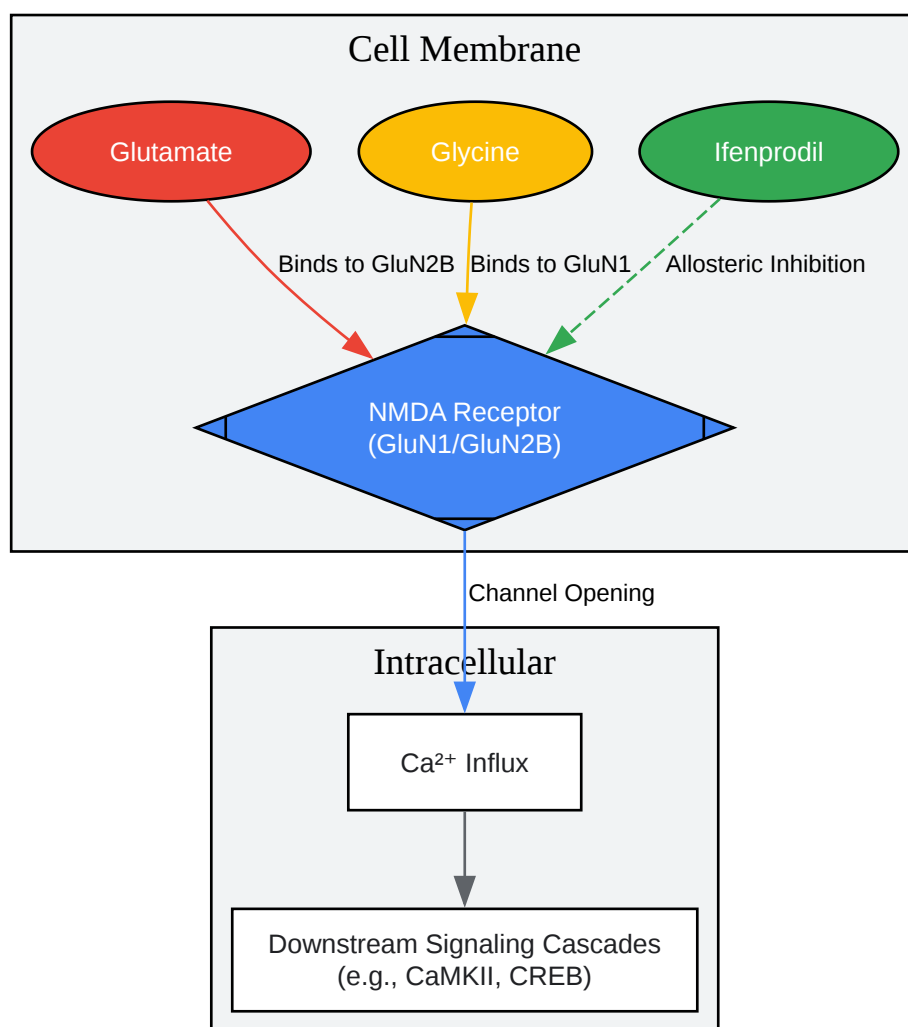 Cell Membrane
Glutamate
Glycine
Ifenprodil
Binds to GluN2B
Binds to GluN1
Allosteric Inhibition
NMDA Receptor
(GluN1/GluN2B)
Channel Opening
Intracellular
Ca²⁺ Influx
Downstream Signaling Cascades
(e.g., CaMKII, CREB)